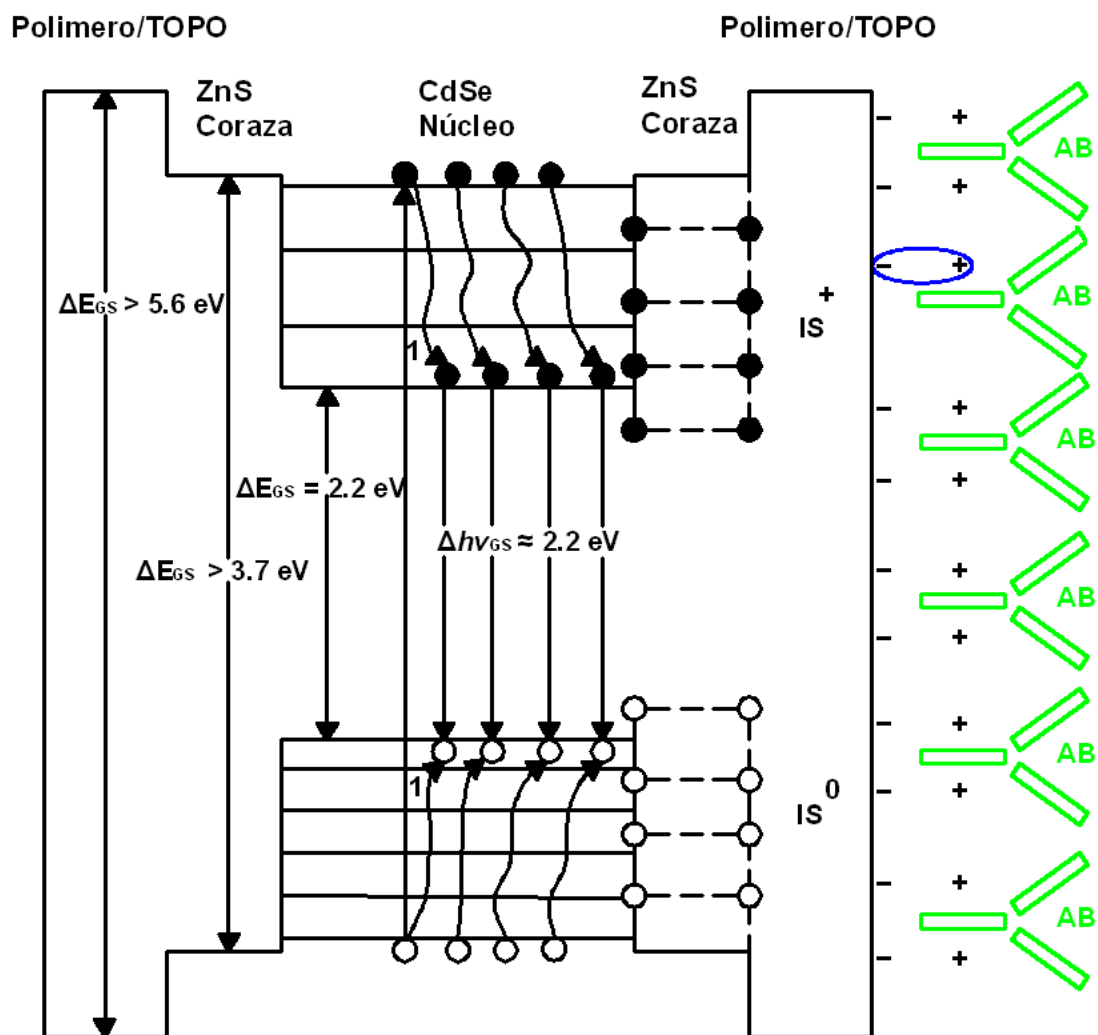 Polimero/TOPO
Polimero/TOPO
ZnS
Coraza
CdSe
Núcleo
ZnS
Coraza
- +
AB
- +
- +
AB
ΔEGS > 5.6 eV
+
IS
1
- +
AB
ΔEGS = 2.2 eV
- +
ΔhνGS ≈ 2.2 eV
ΔEGS > 3.7 eV
- +
AB
- +
- +
AB
1
0
IS
- +
- +
AB
- +